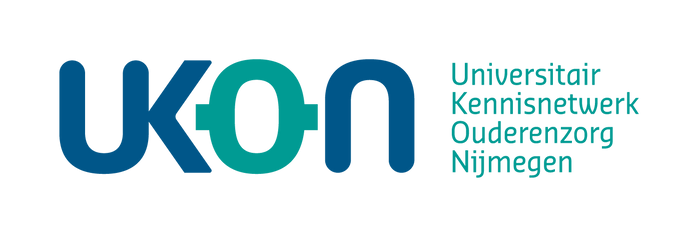 UKON
Universitair
Kennisnetwerk
Ouderenzorg
Nijmegen